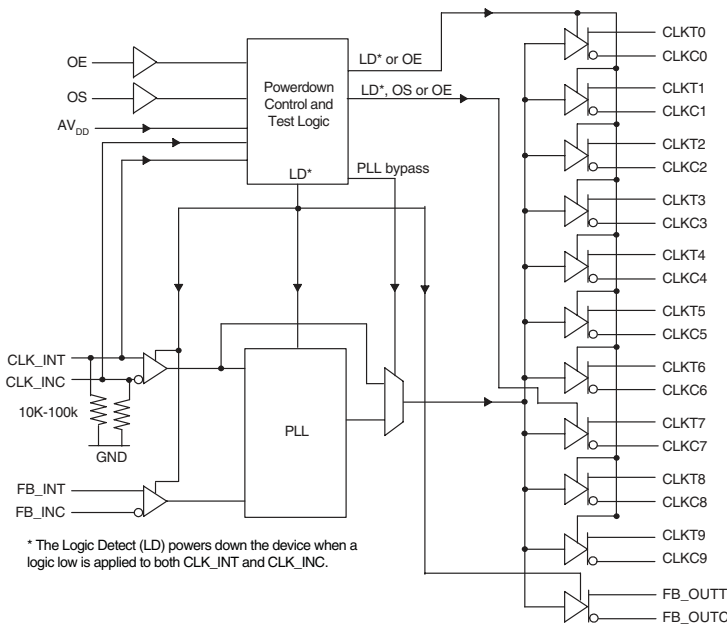 OE
OS
AV_DD
Powerdown
Control and
Test Logic
LD* or OE
LD*, OS or OE
LD*
PLL bypass
CLK_INT
CLK_INC
10K-100k
GND
PLL
FB_INT
FB_INC
* The Logic Detect (LD) powers down the device when a
logic low is applied to both CLK_INT and CLK_INC.
CLKT0
CLKC0
CLKT1
CLKC1
CLKT2
CLKC2
CLKT3
CLKC3
CLKT4
CLKC4
CLKT5
CLKC5
CLKT6
CLKC6
CLKT7
CLKC7
CLKT8
CLKC8
CLKT9
CLKC9
FB_OUTT
FB_OUTC